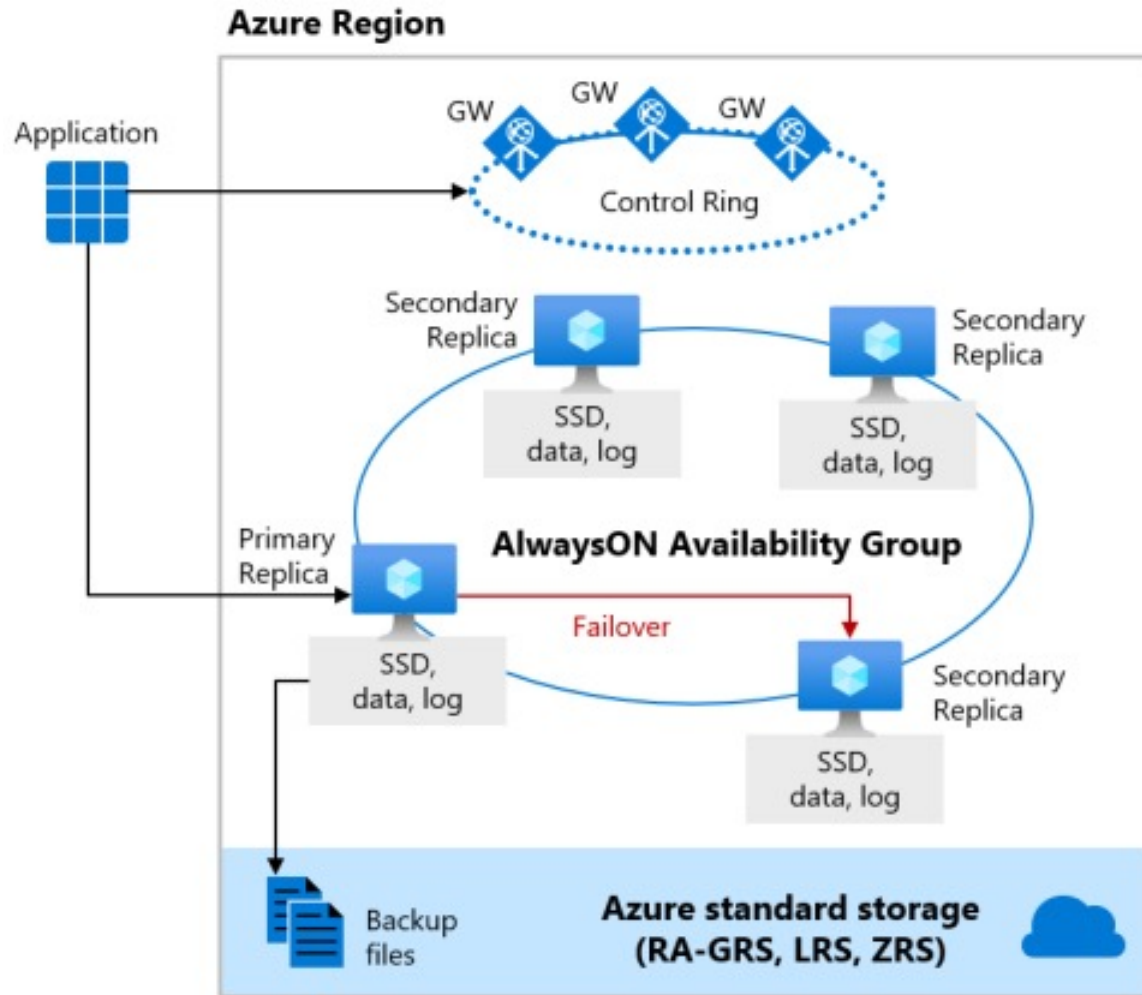 Azure Region
GW
GW
GW
Application
Control Ring
Secondary
Replica
Secondary
Replica
SSD,
data, log
SSD,
data, log
Primary
Replica
AlwaysON Availability Group
Failover
SSD,
data, log
Secondary
Replica
SSD,
data, log
Backup
files
Azure standard storage
(RA-GRS, LRS, ZRS)